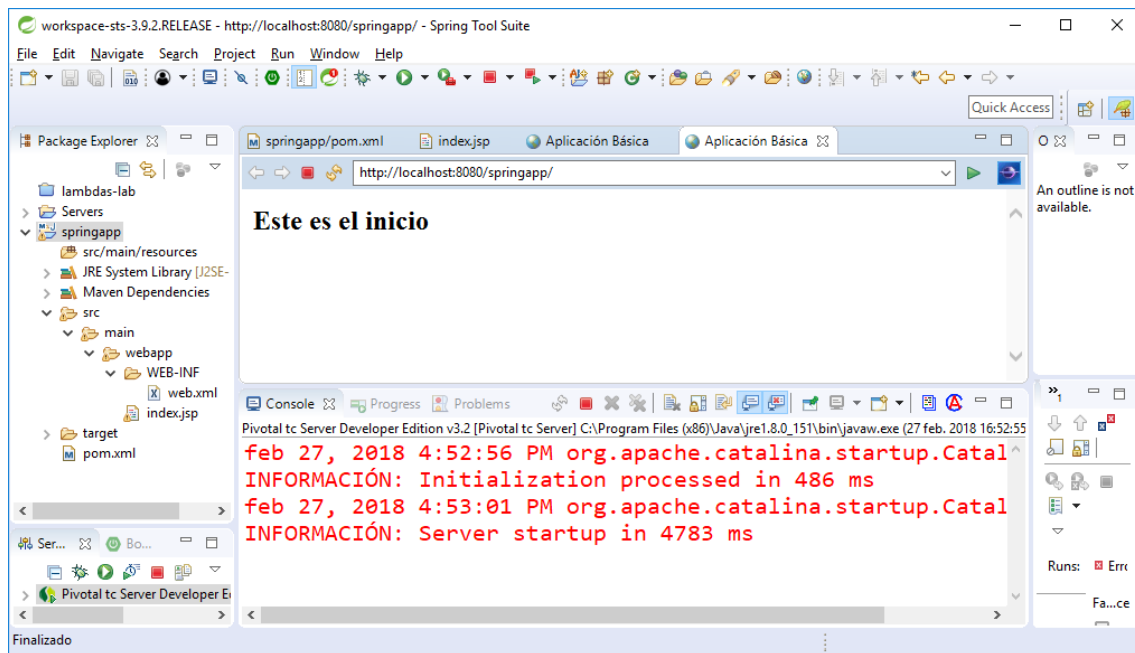 workspace-sts-3.9.2.RELEASE - http://localhost:8080/springapp/ - Spring Tool Suite
File Edit Navigate Search Project Run Window Help
Quick Access
Package Explorer
springapp/pom.xml
index.jsp
Aplicación Básica
Aplicación Básica
O
http://localhost:8080/springapp/
An outline is not
available.
lambdas-lab
Servers
springapp
src/main/resources
JRE System Library [J2SE-
Maven Dependencies
src
main
webapp
WEB-INF
web.xml
index.jsp
target
pom.xml
Este es el inicio
Console
Progress
Problems
Pivotal tc Server Developer Edition v3.2 [Pivotal tc Server] C:\Program Files (x86)\Java\jre1.8.0_151\bin\javaw.exe (27 feb. 2018 16:52:55
feb 27, 2018 4:52:56 PM org.apache.catalina.startup.Catal
INFORMACIÓN: Initialization processed in 486 ms
feb 27, 2018 4:53:01 PM org.apache.catalina.startup.Catal
INFORMACIÓN: Server startup in 4783 ms
Ser...
Bo...
Pivotal tc Server Developer E
»1
Runs:
Erro
Fa...ce
Finalizado